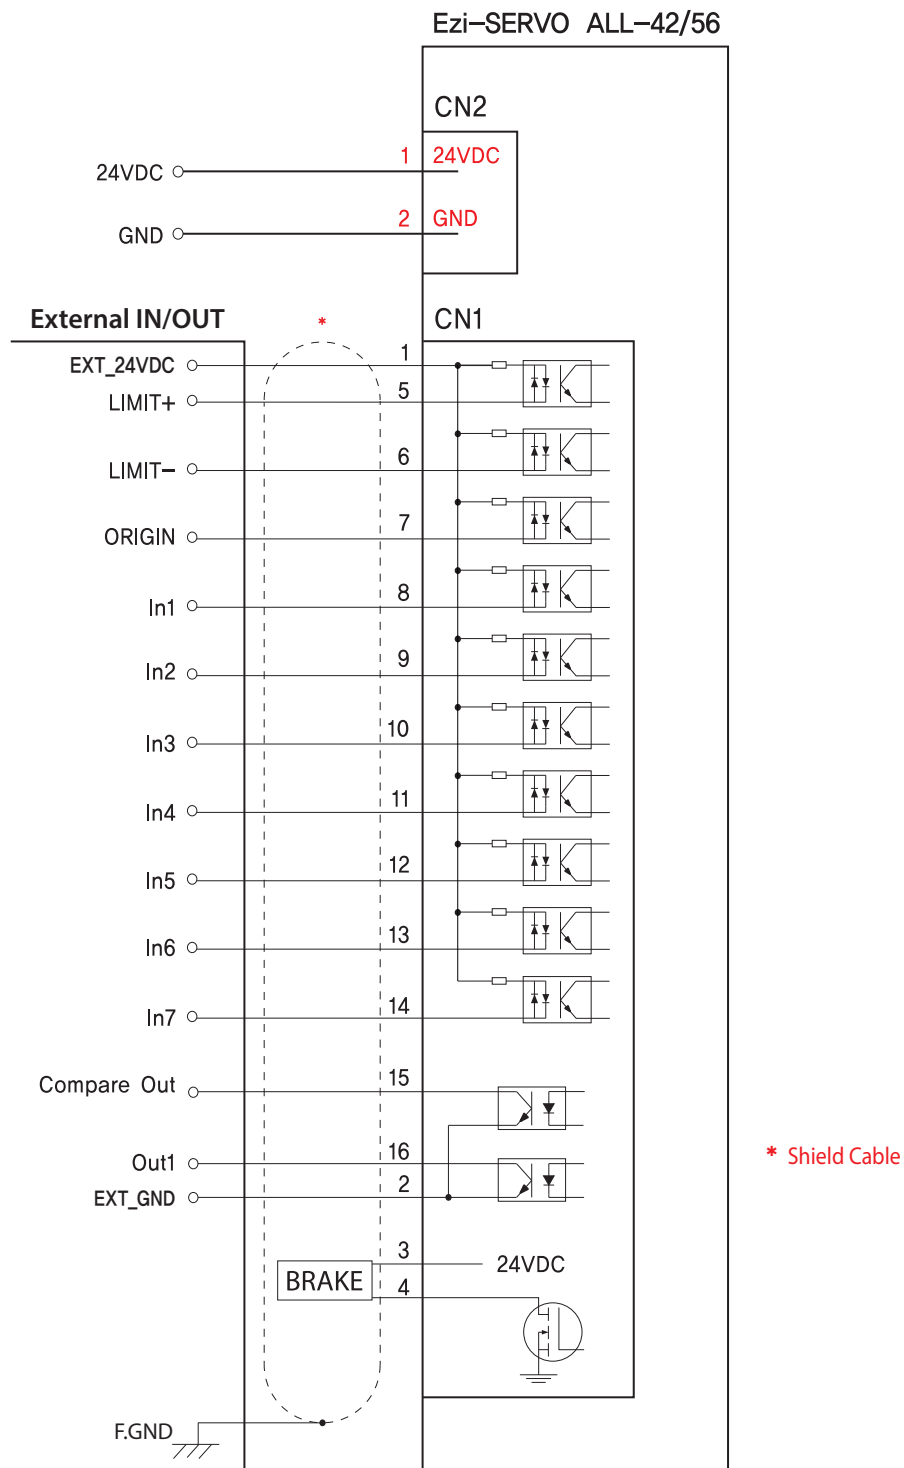 Ezi-SERVO ALL-42/56
CN2
24VDC 1 24VDC
GND 2 GND
External IN/OUT * CN1
EXT_24VDC 1
LIMIT+ 5
LIMIT- 6
ORIGIN 7
In1 8
In2 9
In3 10
In4 11
In5 12
In6 13
In7 14
Compare Out 15
Out1 16
* Shield Cable
EXT_GND 2
3 24VDC
BRAKE
4
F.GND